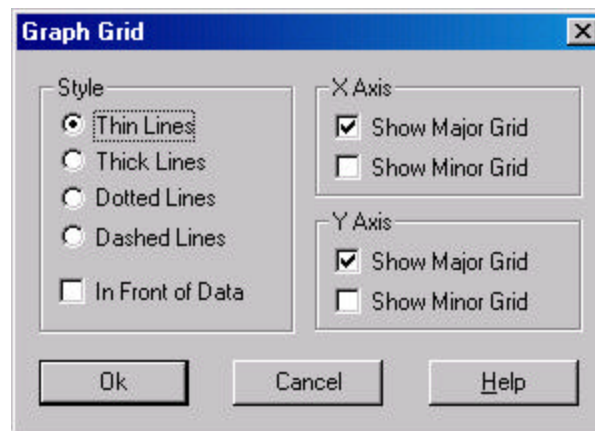 Graph Grid
Style
Thin Lines
Thick Lines
Dotted Lines
Dashed Lines
In Front of Data
X Axis
Show Major Grid
Show Minor Grid
Y Axis
Show Major Grid
Show Minor Grid
Ok
Cancel
Help